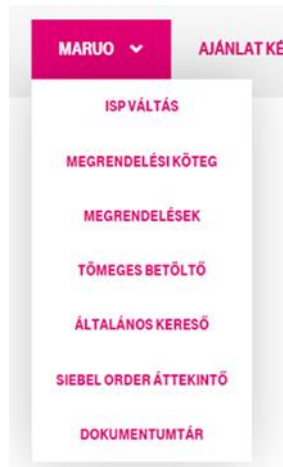 MARUO
AJÁNLAT KÉ
ISP VÁLTÁS
MEGRENDELÉSI KÖTEG
MEGRENDELÉSEK
TÖMEGES BETÖLTŐ
ÁLTALÁNOS KERESŐ
SIEBEL ORDER ÁTTEKINTŐ
DOKUMENTUMTÁR